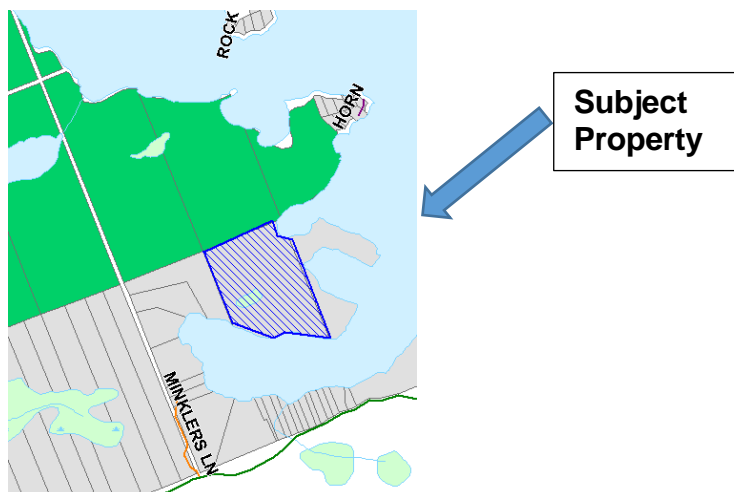 ROCK
HORN
Subject
Property
MINKLERS LN